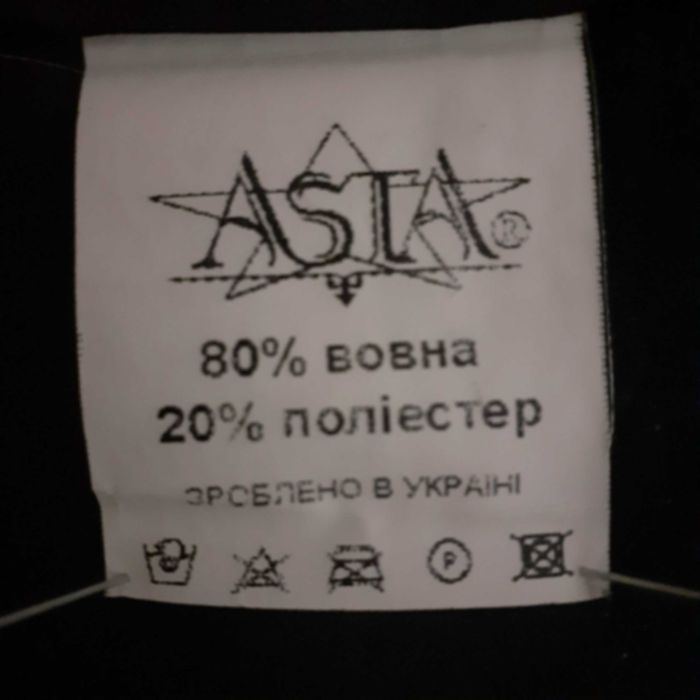 ASTA®
80% вовна
20% поліестер
ЗРОБЛЕНО В УКРАЇНІ
P